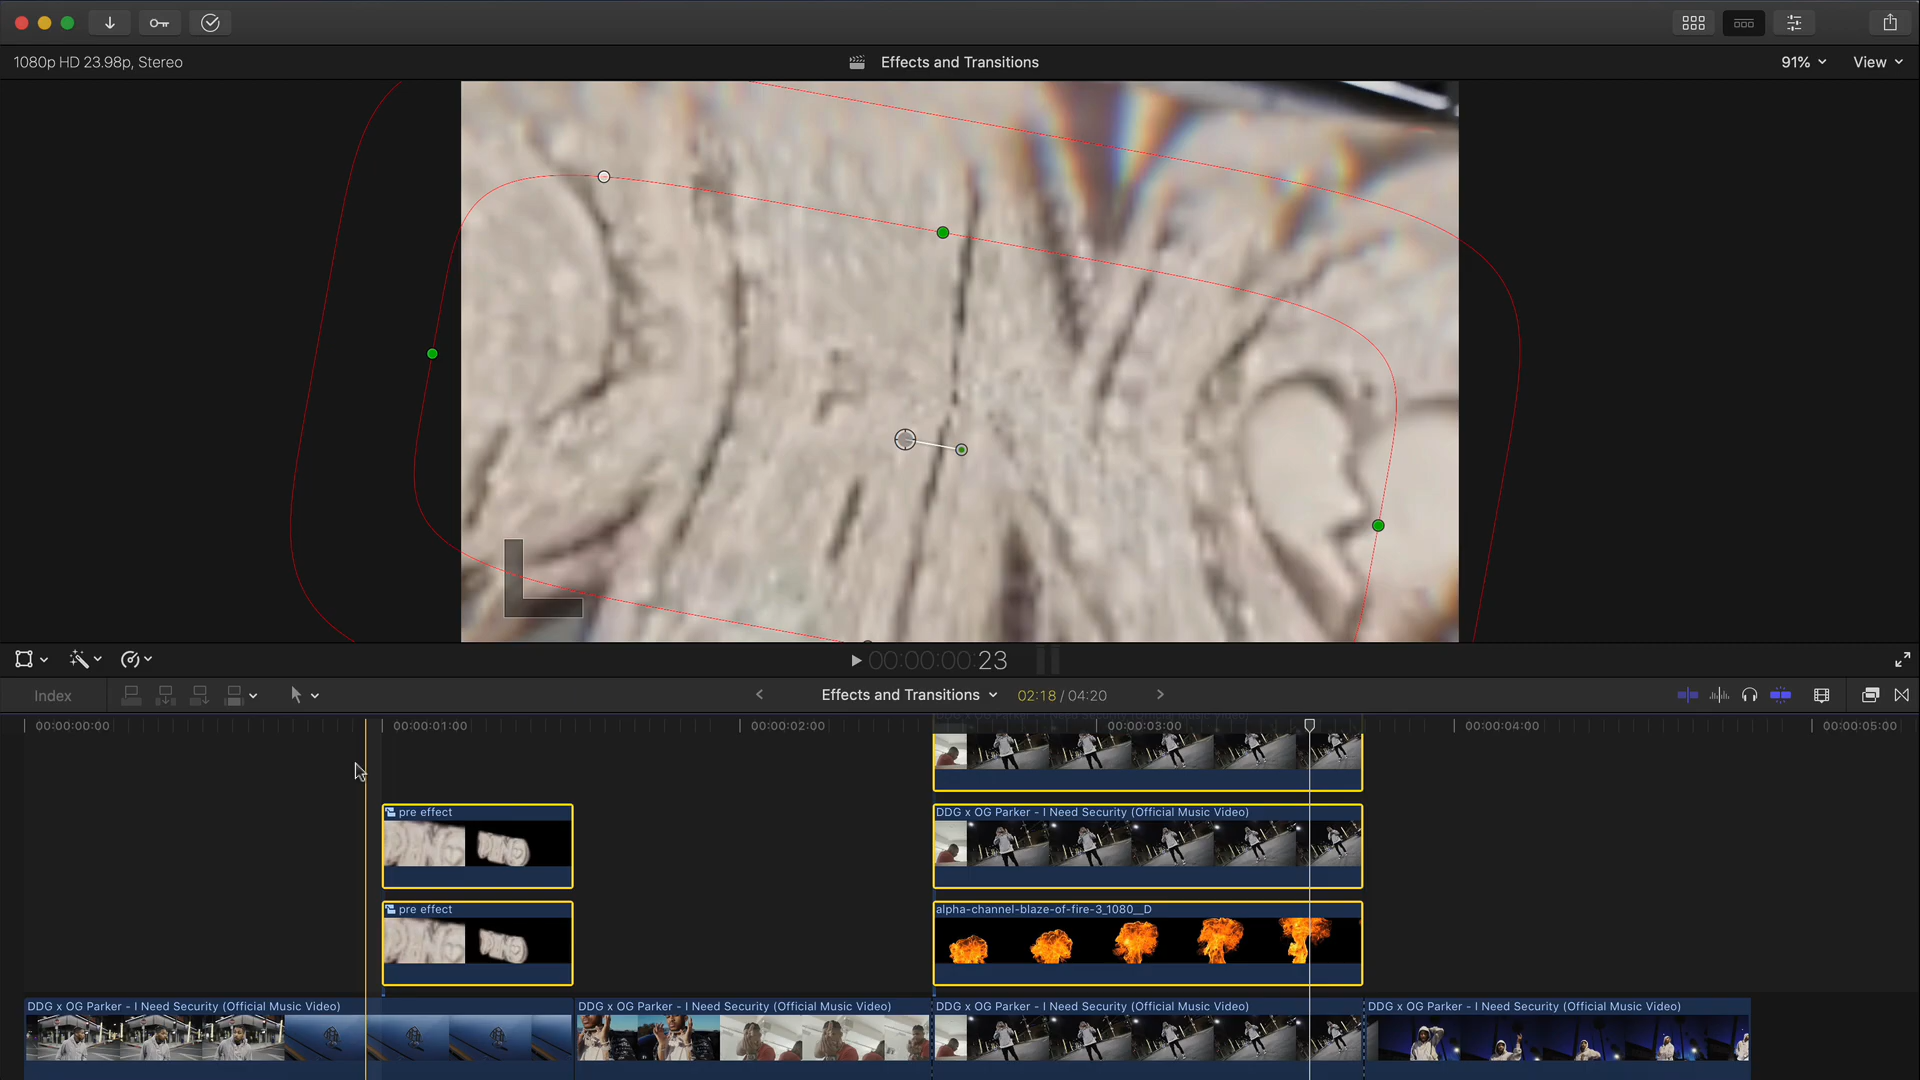 1080p HD 23.98p, Stereo
Effects and Transitions
91%
View
00:00:00:23
Index
Effects and Transitions
02:18 / 04:20
00:00:00:00
00:00:01:00
00:00:02:00
00:00:03:00
00:00:04:00
00:00:05:00
pre effect
DDG x OG Parker - I Need Security (Official Music Video)
pre effect
alpha-channel-blaze-of-fire-3_1080__D
DDG x OG Parker - I Need Security (Official Music Video)
DDG x OG Parker - I Need Security (Official Music Video)
DDG x OG Parker - I Need Security (Official Music Video)
DDG x OG Parker - I Need Security (Official Music Video)